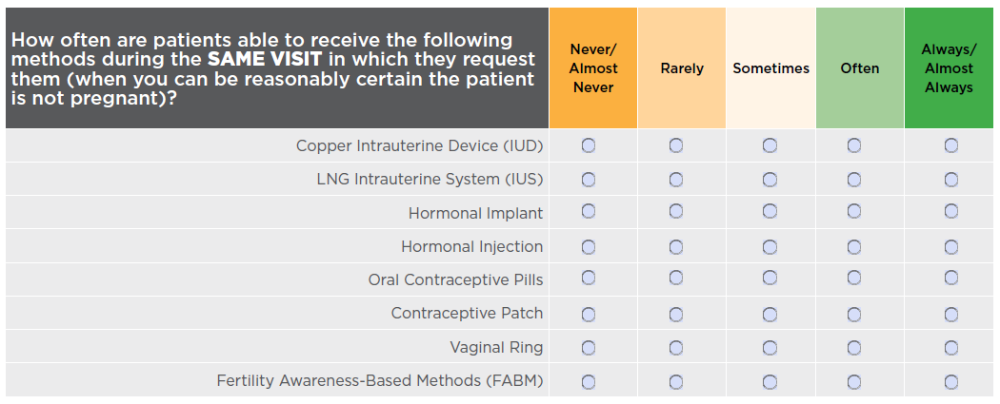 How often are patients able to receive the following
methods during the SAME VISIT in which they request
them (when you can be reasonably certain the patient
is not pregnant)?
Never/
Almost
Never
Rarely
Sometimes
Often
Always/
Almost
Always
Copper Intrauterine Device (IUD)
LNG Intrauterine System (IUS)
Hormonal Implant
Hormonal Injection
Oral Contraceptive Pills
Contraceptive Patch
Vaginal Ring
Fertility Awareness-Based Methods (FABM)